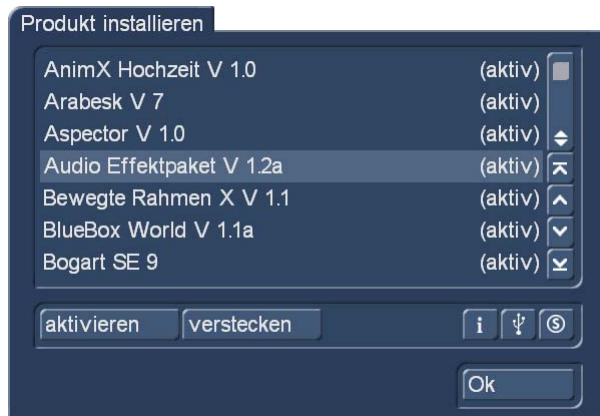 Produkt installieren
AnimX Hochzeit V 1.0 (aktiv)
Arabesk V 7 (aktiv)
Aspector V 1.0 (aktiv)
Audio Effektpaket V 1.2a (aktiv)
Bewegte Rahmen X V 1.1 (aktiv)
BlueBox World V 1.1a (aktiv)
Bogart SE 9 (aktiv)
aktivieren verstecken i S
Ok